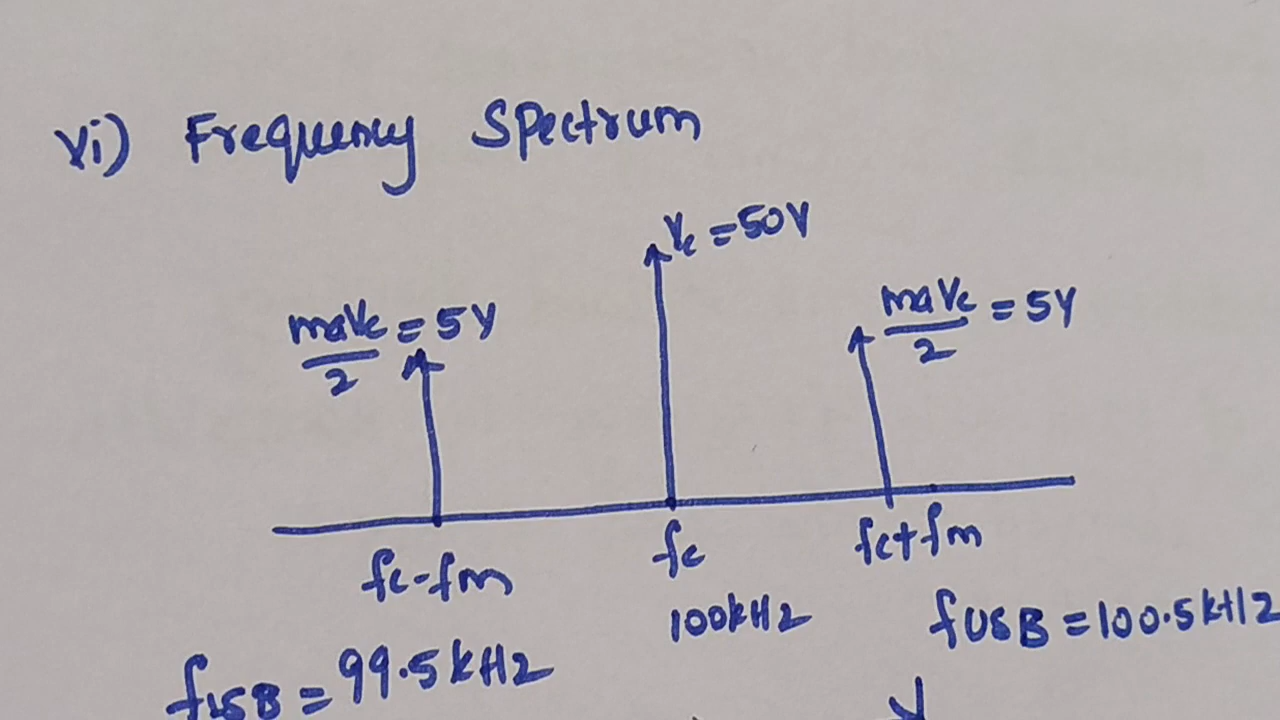 vi) Frequency Spectrum
Vc = 50V
maVc/2 = 5V
maVc/2 = 5V
fc-fm
fc
fc+fm
100kHz
fUSB = 100.5kHz
fLSB = 99.5kHz